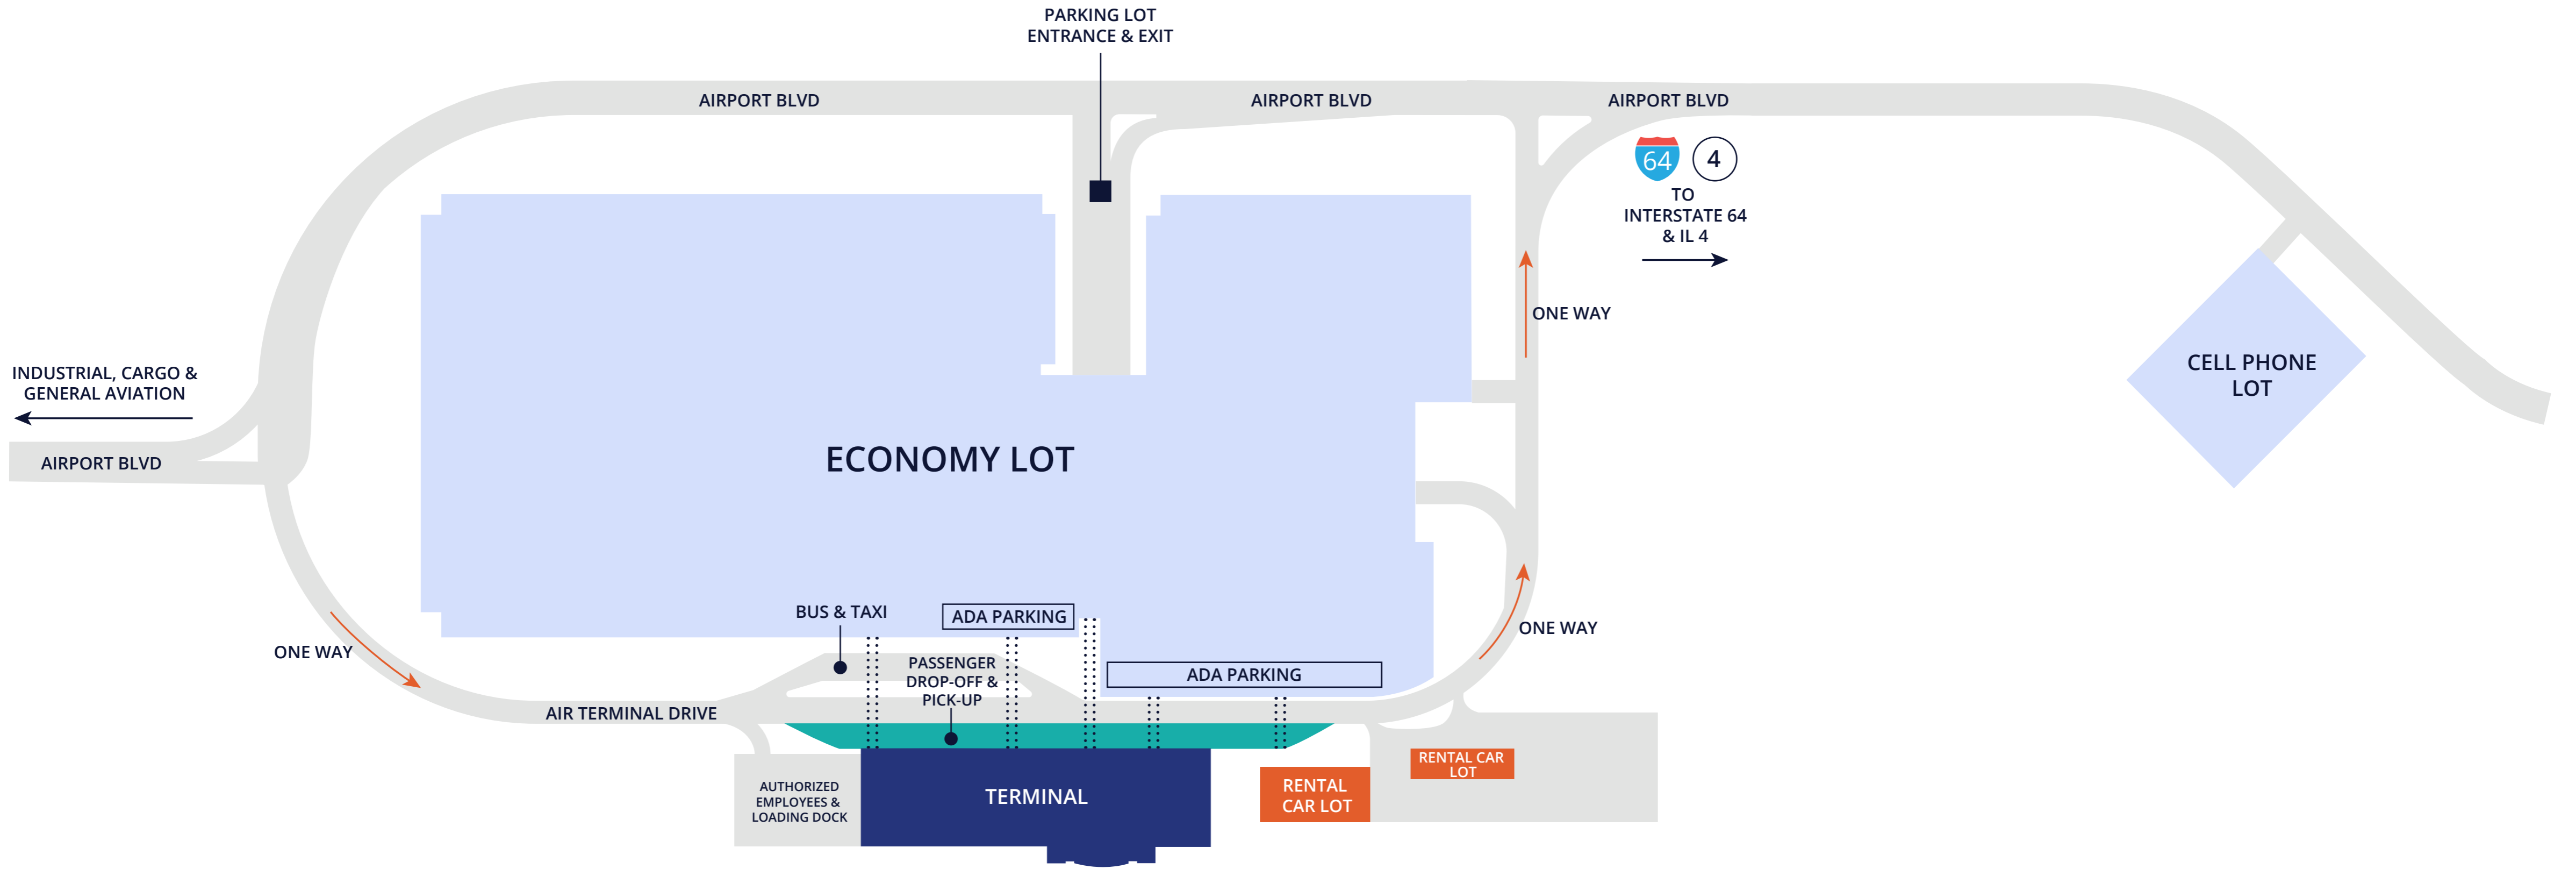 PARKING LOT
ENTRANCE & EXIT
AIRPORT BLVD
AIRPORT BLVD
AIRPORT BLVD
64
4
TO
INTERSTATE 64
& IL 4
ONE WAY
CELL PHONE
LOT
INDUSTRIAL, CARGO &
GENERAL AVIATION
AIRPORT BLVD
ECONOMY LOT
BUS & TAXI
ADA PARKING
ONE WAY
ONE WAY
PASSENGER
DROP-OFF &
PICK-UP
ADA PARKING
AIR TERMINAL DRIVE
AUTHORIZED
EMPLOYEES &
LOADING DOCK
TERMINAL
RENTAL
CAR LOT
RENTAL CAR
LOT